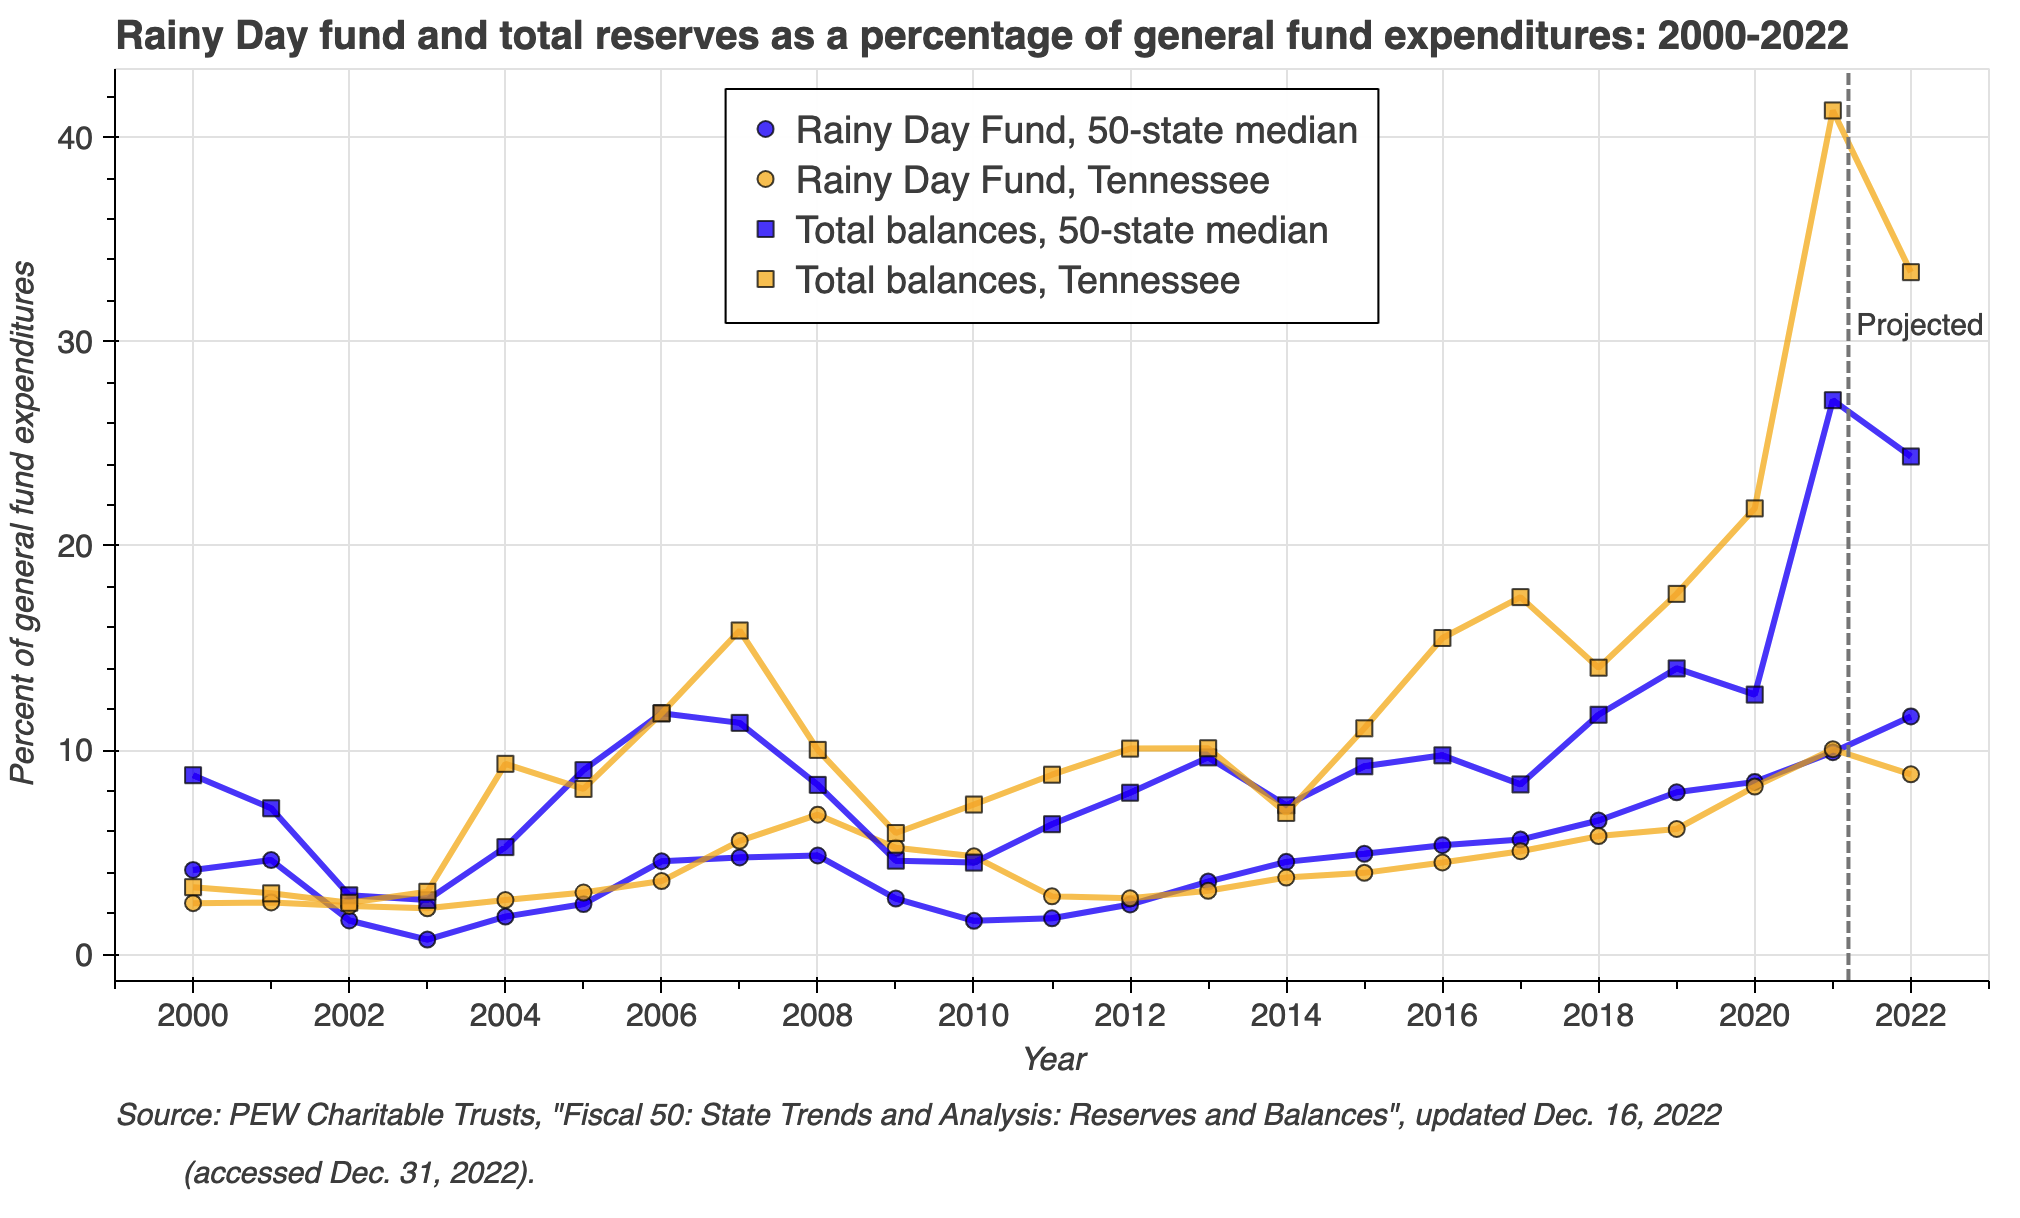 Rainy Day fund and total reserves as a percentage of general fund expenditures: 2000-2022
Rainy Day Fund, 50-state median
Rainy Day Fund, Tennessee
Total balances, 50-state median
Total balances, Tennessee
Projected
Percent of general fund expenditures
40
30
20
10
0
2000 2002 2004 2006 2008 2010 2012 2014 2016 2018 2020 2022
Year
Source: PEW Charitable Trusts, "Fiscal 50: State Trends and Analysis: Reserves and Balances", updated Dec. 16, 2022
(accessed Dec. 31, 2022).